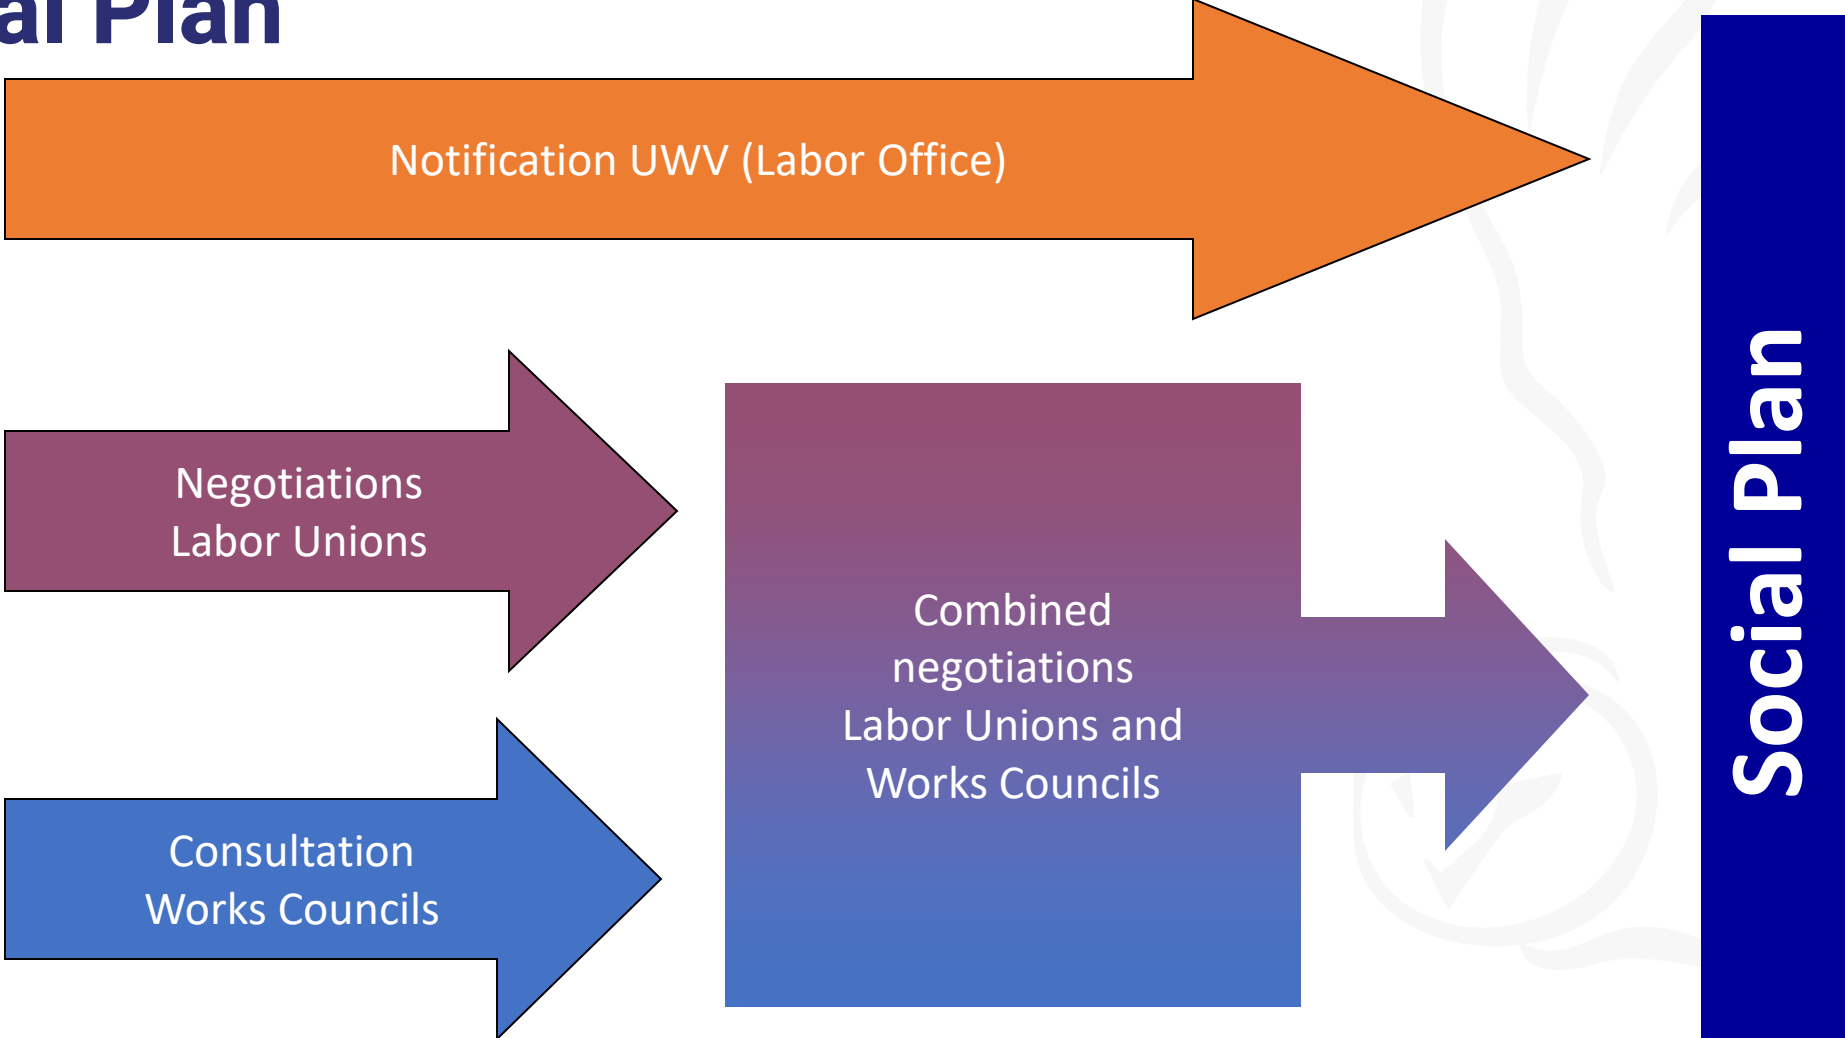 al Plan
Notification UWV (Labor Office)
Negotiations
Labor Unions
Combined
negotiations
Labor Unions and
Works Councils
Consultation
Works Councils
Social Plan